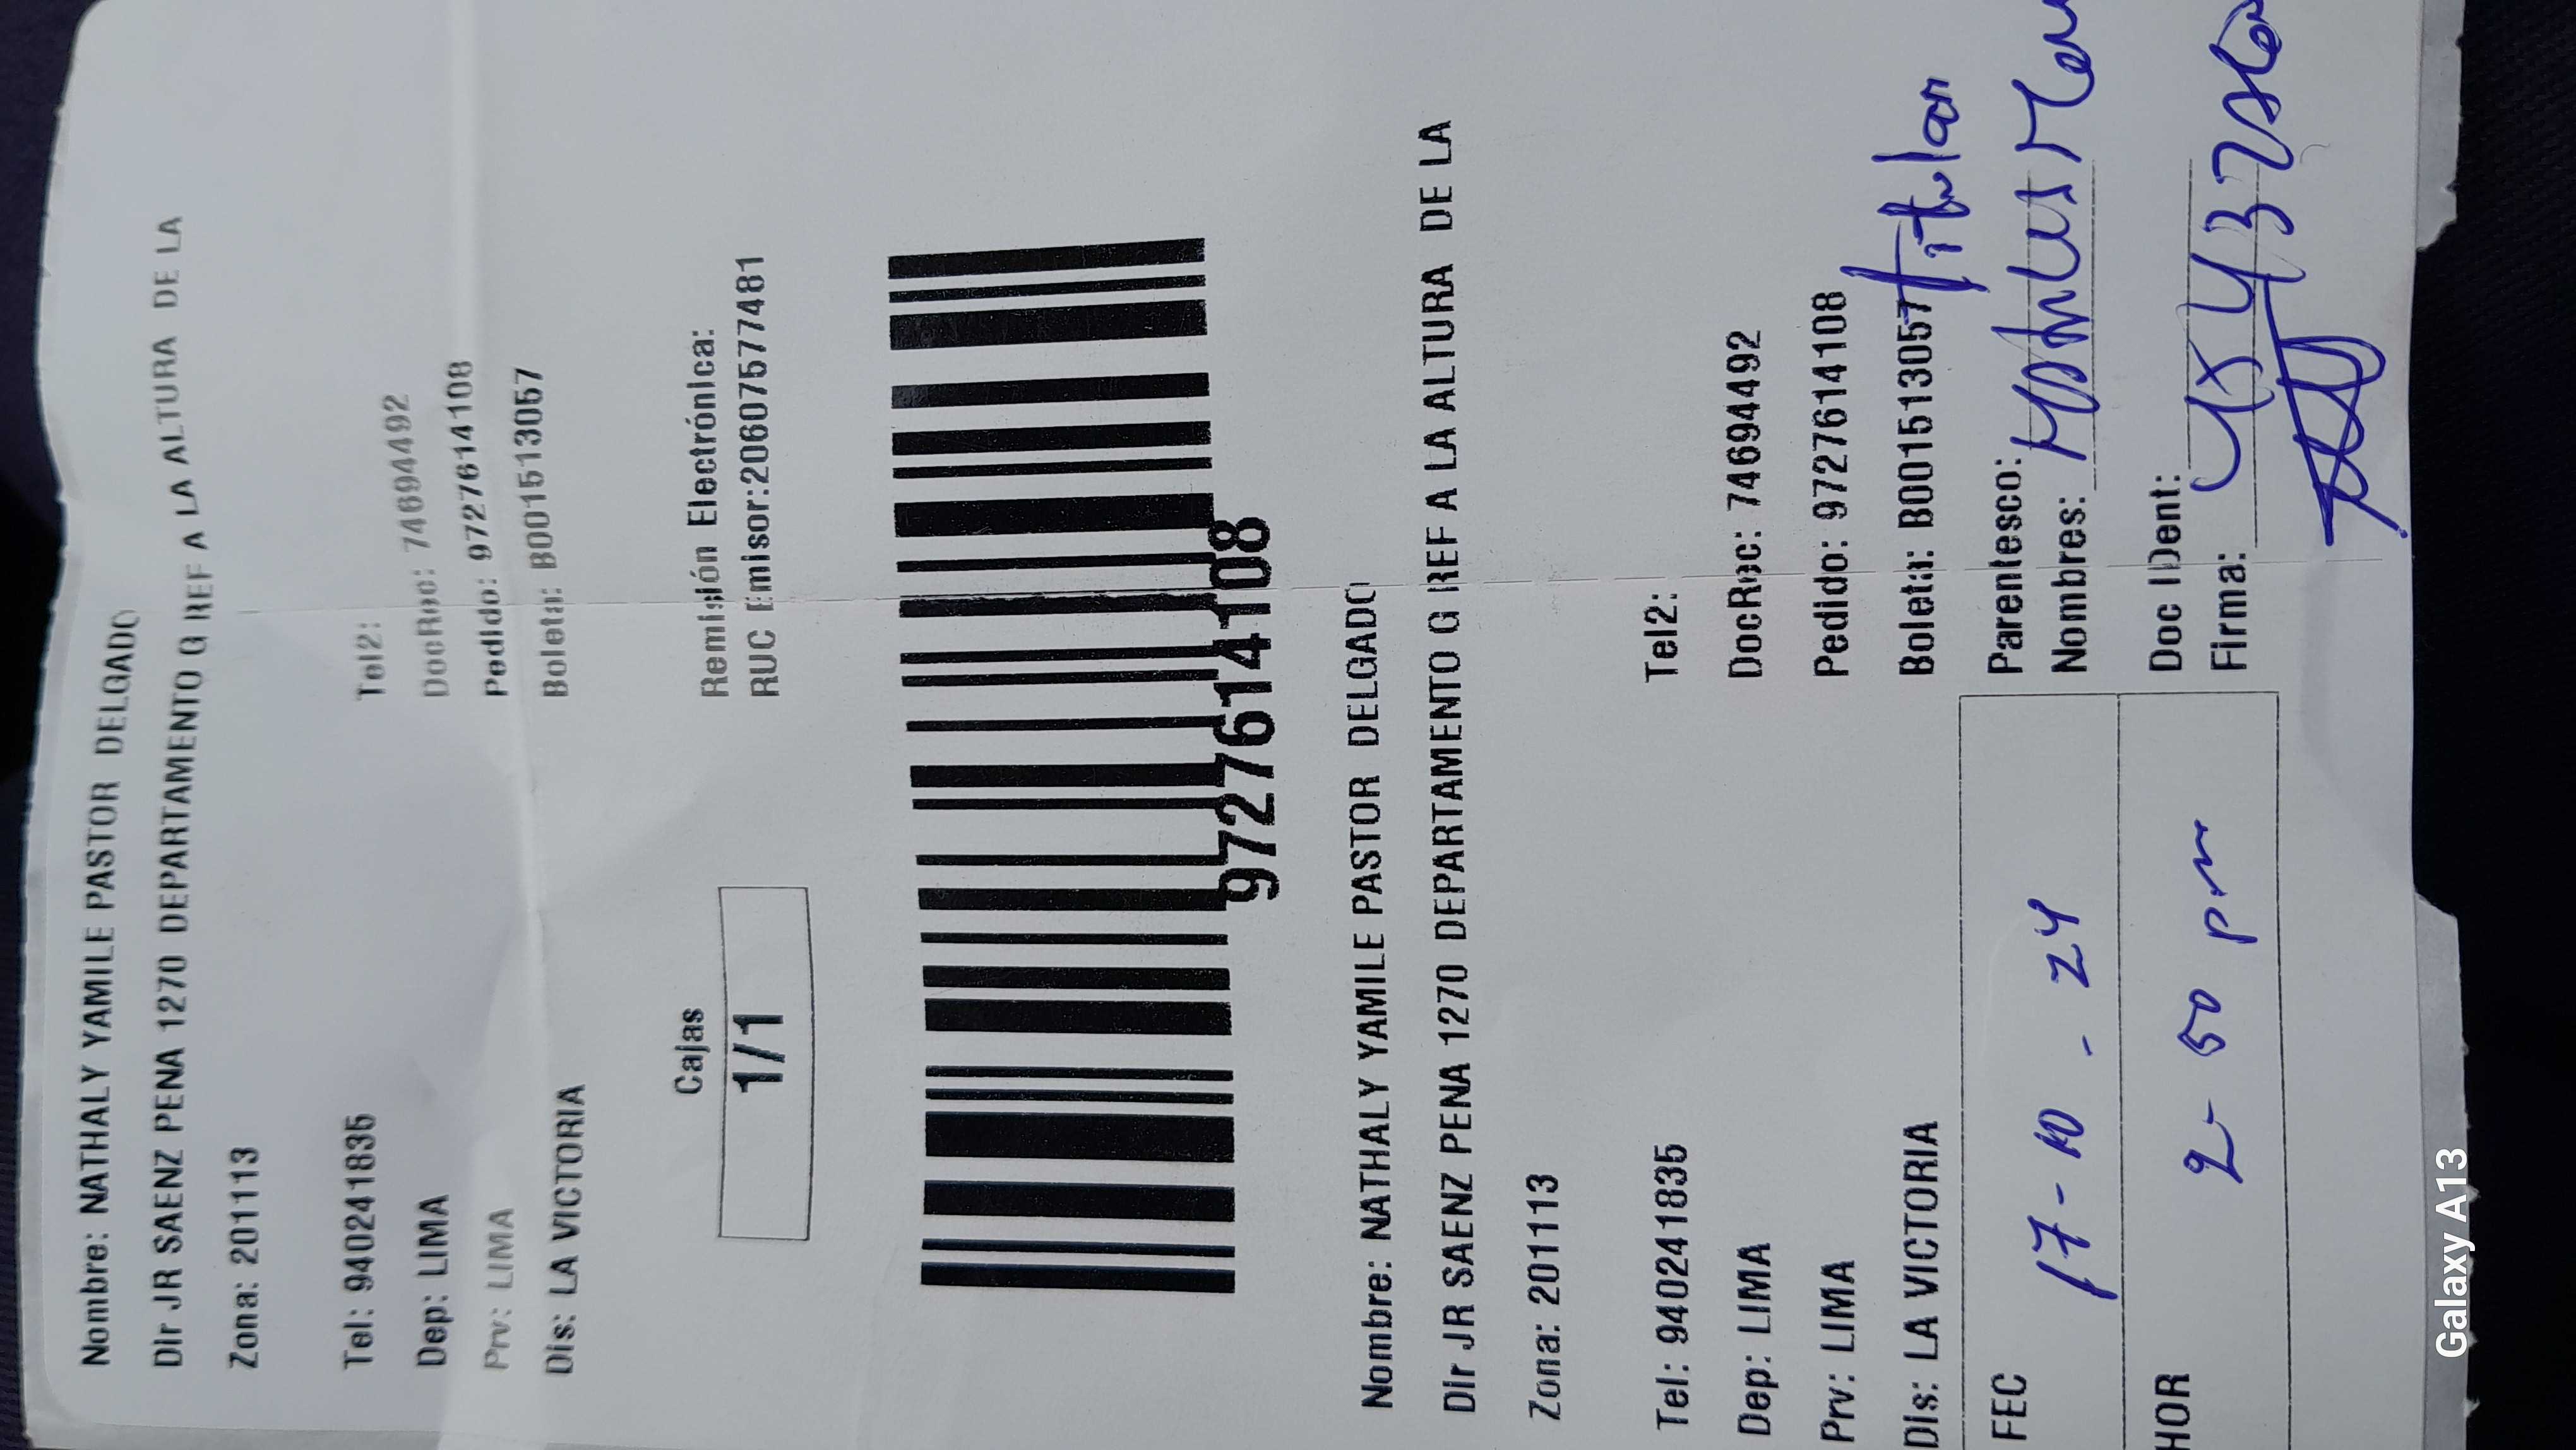 Nombre: NATHALY YAMILE PASTOR DELGADO
Dir JR SAENZ PENA 1270 DEPARTAMENTO G REF A LA ALTURA DE LA
Zona: 201113
Tel: 940241835 Tel2:
Dep: LIMA DocRec: 74694492
Prv: LIMA Pedido: 9727614108
Dis: LA VICTORIA Boleta: B001513057
Cajas Remisión Electrónica:
1/1 RUC Emisor:20607577481
9727614108
Nombre: NATHALY YAMILE PASTOR DELGADO
Dir JR SAENZ PENA 1270 DEPARTAMENTO G REF A LA ALTURA DE LA
Zona: 201113
Tel: 940241835 Tel2:
Dep: LIMA DocRec: 74694492
Prv: LIMA Pedido: 9727614108
Dis: LA VICTORIA Boleta: B001513057
FEC 17-10-24 Parentesco: titular
Nombres:
HOR 2-50 pm Doc IDent:
Firma:
Galaxy A13